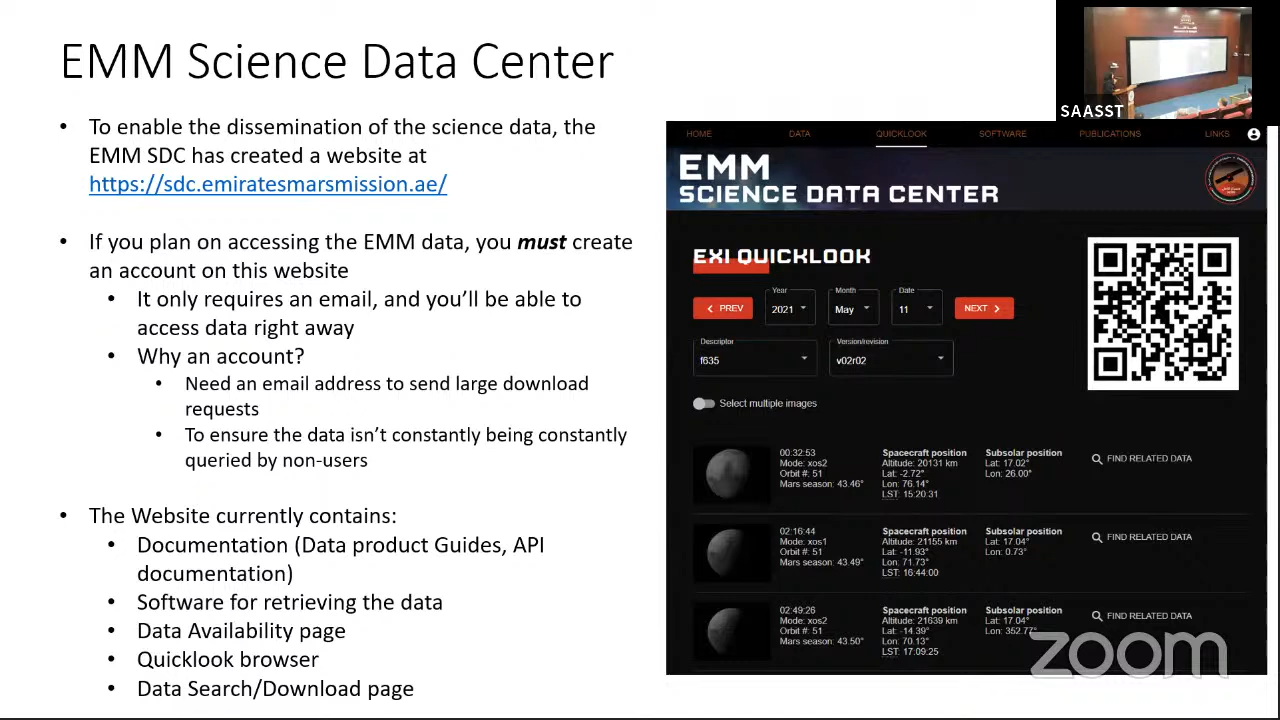 EMM Science Data Center
• To enable the dissemination of the science data, the
EMM SDC has created a website at
https://sdc.emiratesmarsmission.ae/
• If you plan on accessing the EMM data, you must create
an account on this website
• It only requires an email, and you'll be able to
access data right away
• Why an account?
• Need an email address to send large download
requests
• To ensure the data isn't constantly being constantly
queried by non-users
• The Website currently contains:
• Documentation (Data product Guides, API
documentation)
• Software for retrieving the data
• Data Availability page
• Quicklook browser
• Data Search/Download page
SAASST
HOME DATA QUICKLOOK SOFTWARE PUBLICATIONS LINKS
EMM
SCIENCE DATA CENTER
EXI QUICKLOOK
Year Month Date
PREV 2021 May 11 NEXT
Descriptor Version/revision
f635 v02r02
Select multiple images
00:32:53 Spacecraft position Subsolar position
Mode: xos2 Altitude: 20131 km Lat: 17.02°
Orbit #: 51 Lat: -2.72° Lon: 26.00°
Mars season: 43.46° Lon: 76.14°
LST: 15:20:31
FIND RELATED DATA
02:16:44 Spacecraft position Subsolar position
Mode: xos1 Altitude: 21155 km Lat: 17.04°
Orbit #: 51 Lat: -11.93° Lon: 0.73°
Mars season: 43.49° Lon: 71.73°
LST: 16:44:00
FIND RELATED DATA
02:49:26 Spacecraft position Subsolar position
Mode: xos2 Altitude: 21639 km Lat: 17.04°
Orbit #: 51 Lat: -14.39° Lon: 352.77°
Mars season: 43.50° Lon: 70.13°
LST: 17:09:25
FIND RELATED DATA
zoom